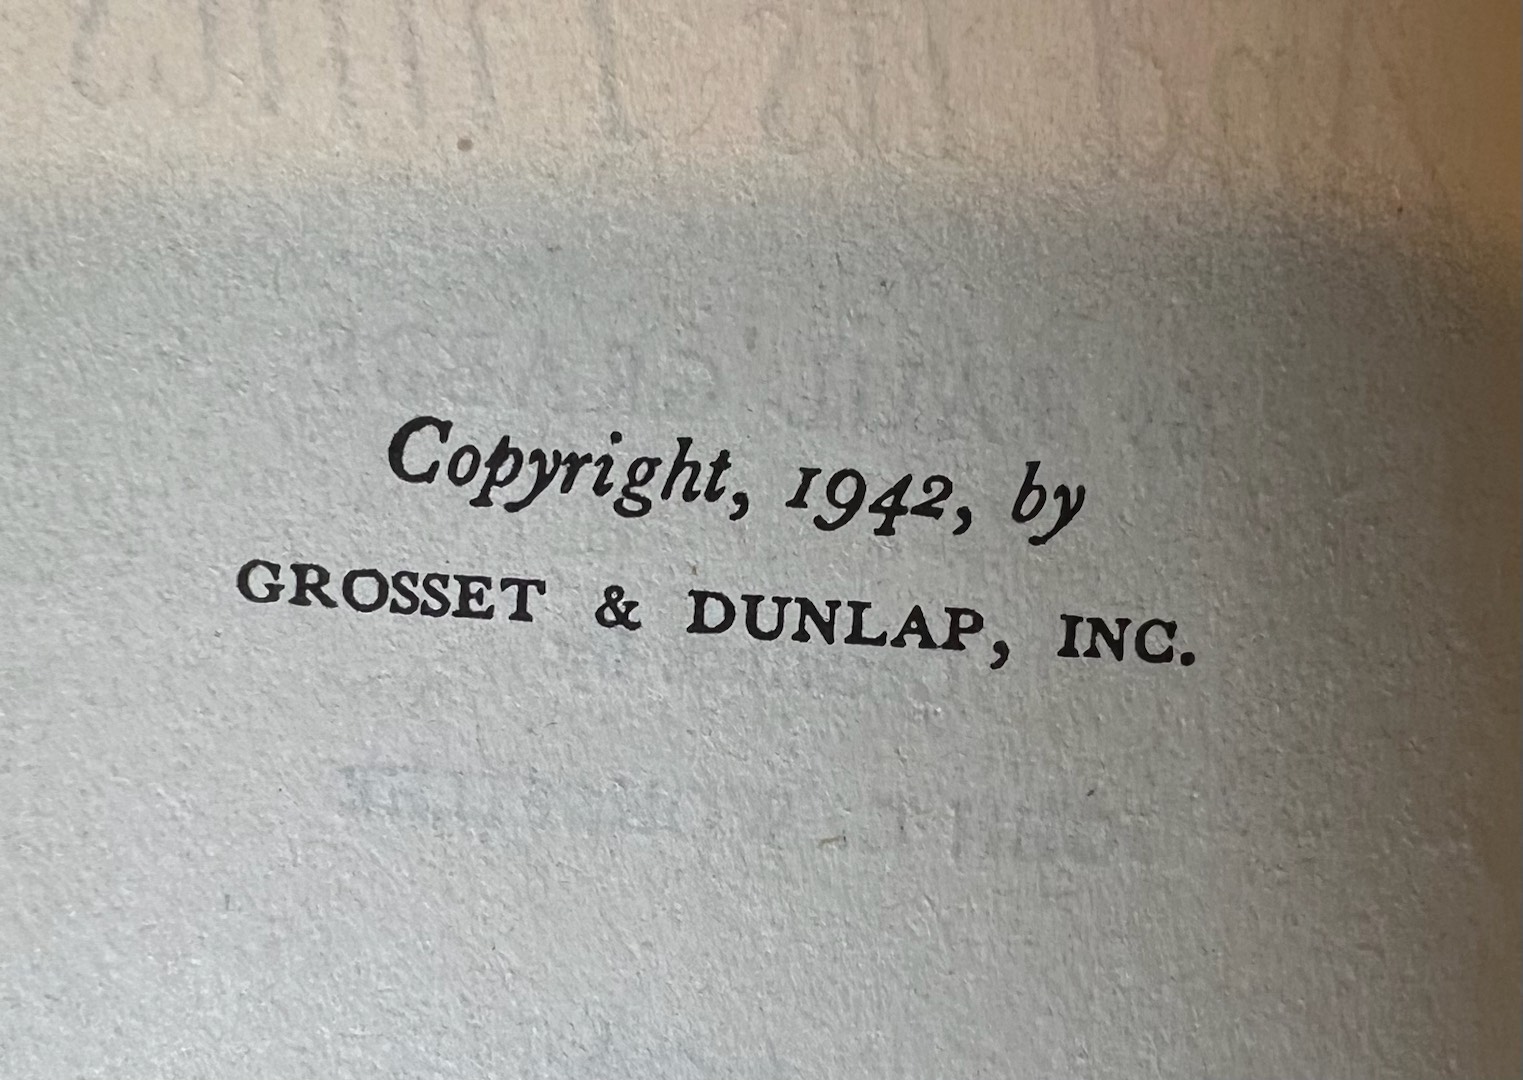 Copyright, 1942, by
GROSSET & DUNLAP, INC.